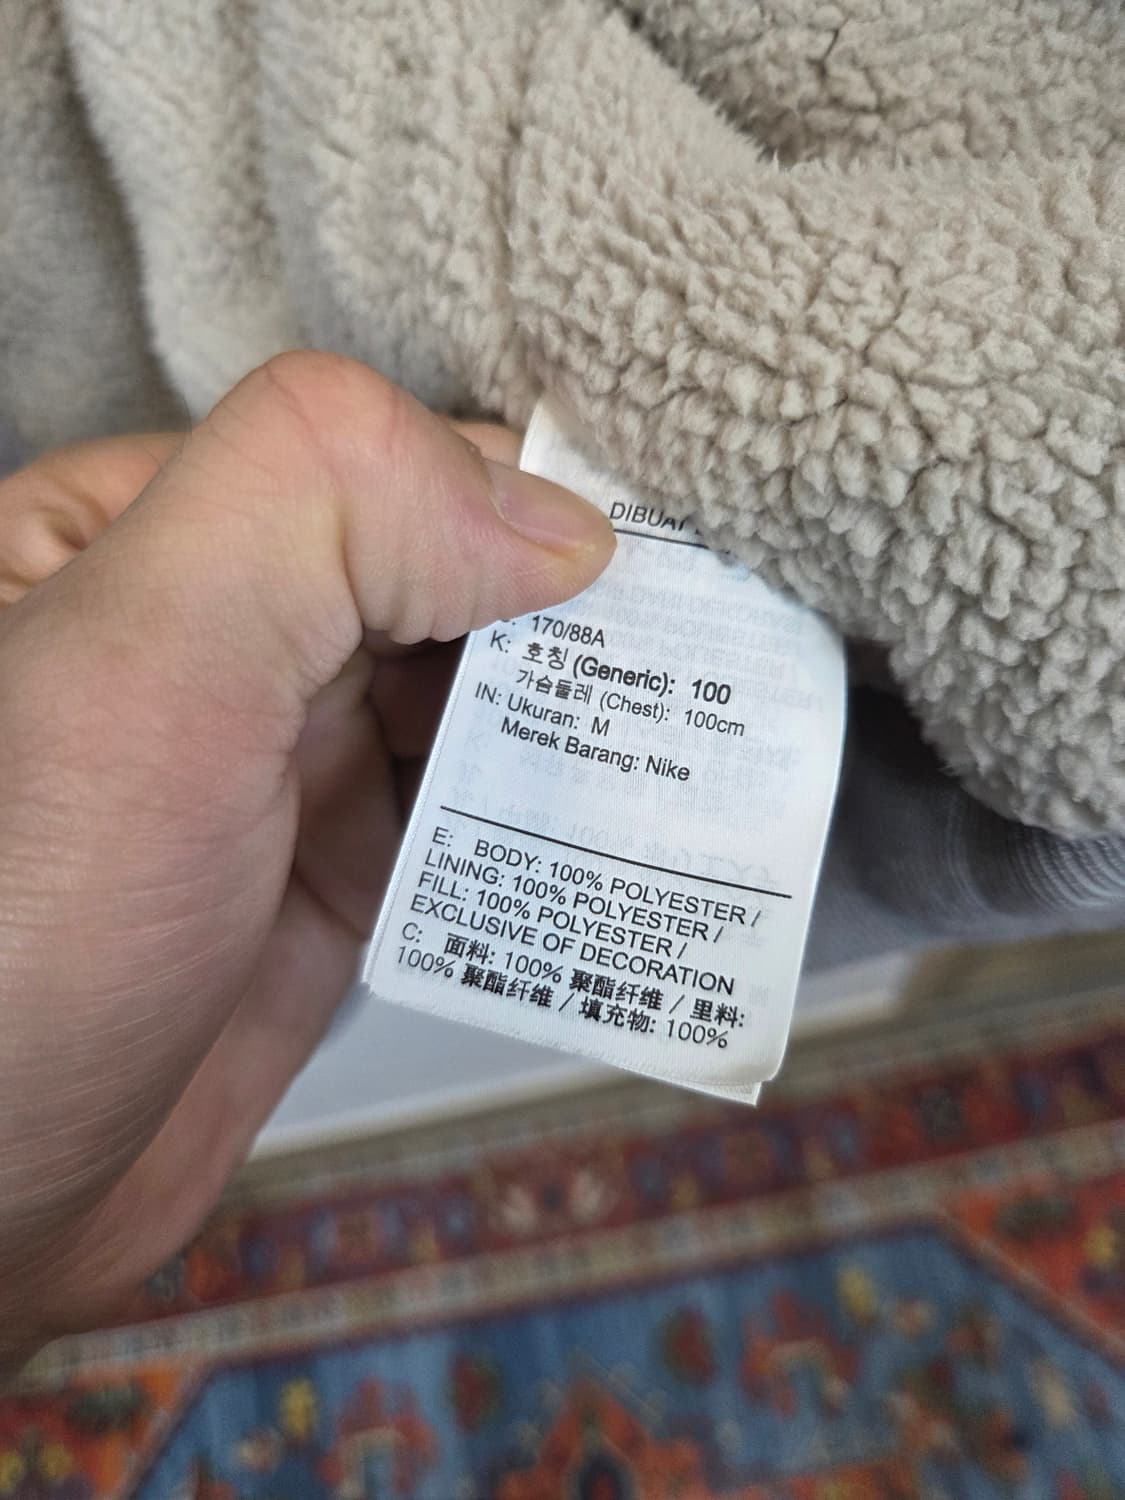 DIBUAT
170/88A
K: 호칭 (Generic): 100
가슴둘레 (Chest): 100cm
IN: Ukuran: M
Merek Barang: Nike
E: BODY: 100% POLYESTER /
LINING: 100% POLYESTER /
FILL: 100% POLYESTER /
EXCLUSIVE OF DECORATION
C: 面料: 100% 聚酯纤维 / 里料:
100% 聚酯纤维 / 填充物: 100%